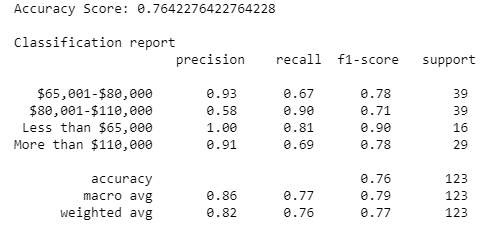 Accuracy Score: 0.7642276422764228
Classification report
precision recall f1-score support
$65,001-$80,000 0.93 0.67 0.78 39
$80,001-$110,000 0.58 0.90 0.71 39
Less than $65,000 1.00 0.81 0.90 16
More than $110,000 0.91 0.69 0.78 29
accuracy 0.76 123
macro avg 0.86 0.77 0.79 123
weighted avg 0.82 0.76 0.77 123